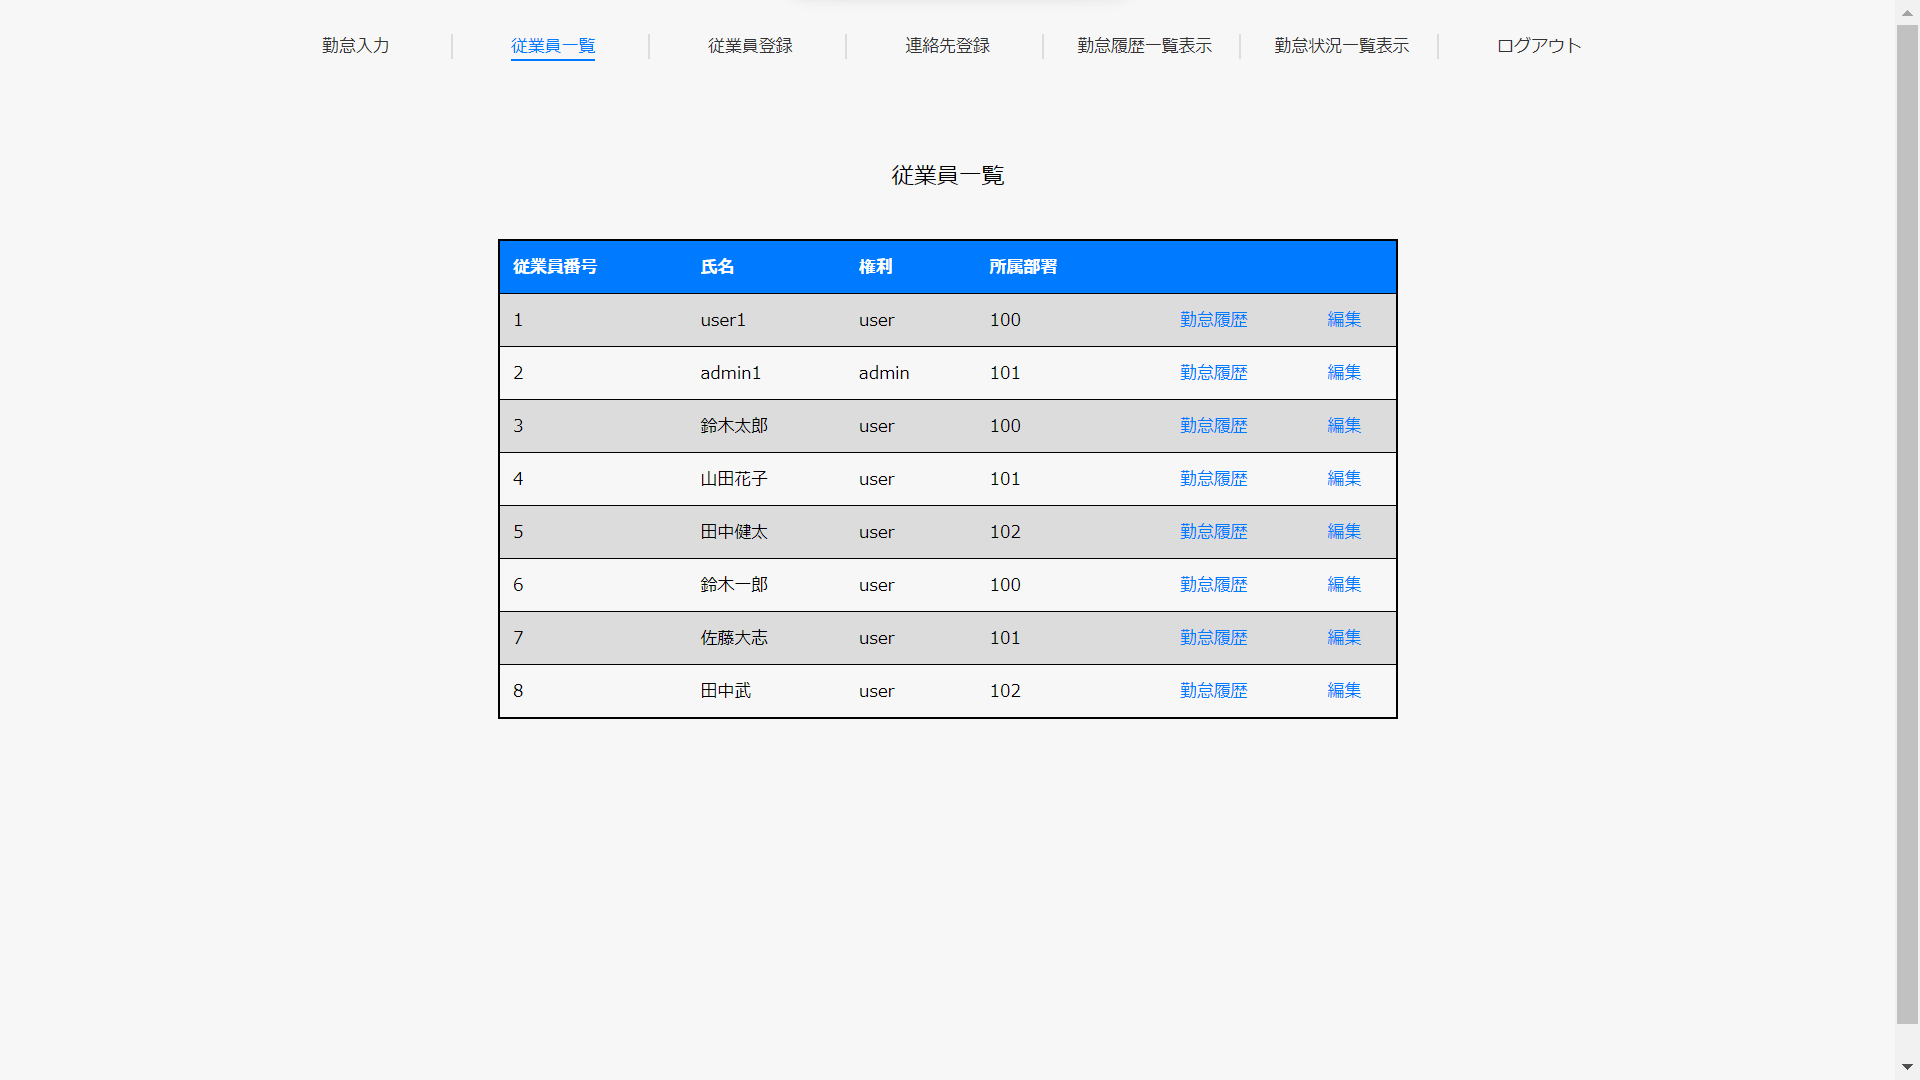 勤怠入力 従業員一覧 従業員登録 連絡先登録 勤怠履歴一覧表示 勤怠状況一覧表示 ログアウト
従業員一覧
従業員番号 氏名 権利 所属部署
1 user1 user 100 勤怠履歴 編集
2 admin1 admin 101 勤怠履歴 編集
3 鈴木太郎 user 100 勤怠履歴 編集
4 山田花子 user 101 勤怠履歴 編集
5 田中健太 user 102 勤怠履歴 編集
6 鈴木一郎 user 100 勤怠履歴 編集
7 佐藤大志 user 101 勤怠履歴 編集
8 田中武 user 102 勤怠履歴 編集